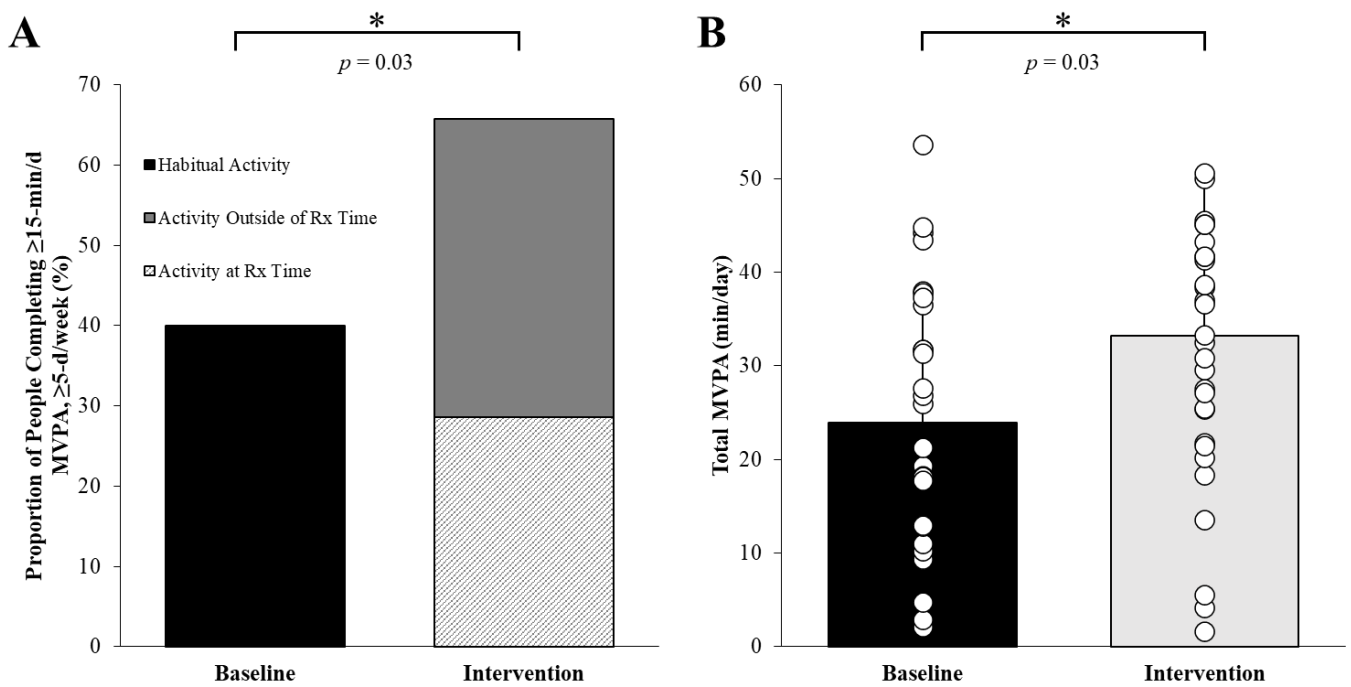 A
*
p = 0.03
Proportion of People Completing ≥15-min/d
MVPA, ≥5-d/week (%)
70
60
50
40
30
20
10
0
Habitual Activity
Activity Outside of Rx Time
Activity at Rx Time
Baseline
Intervention
B
*
p = 0.03
Total MVPA (min/day)
60
50
40
30
20
10
0
Baseline
Intervention